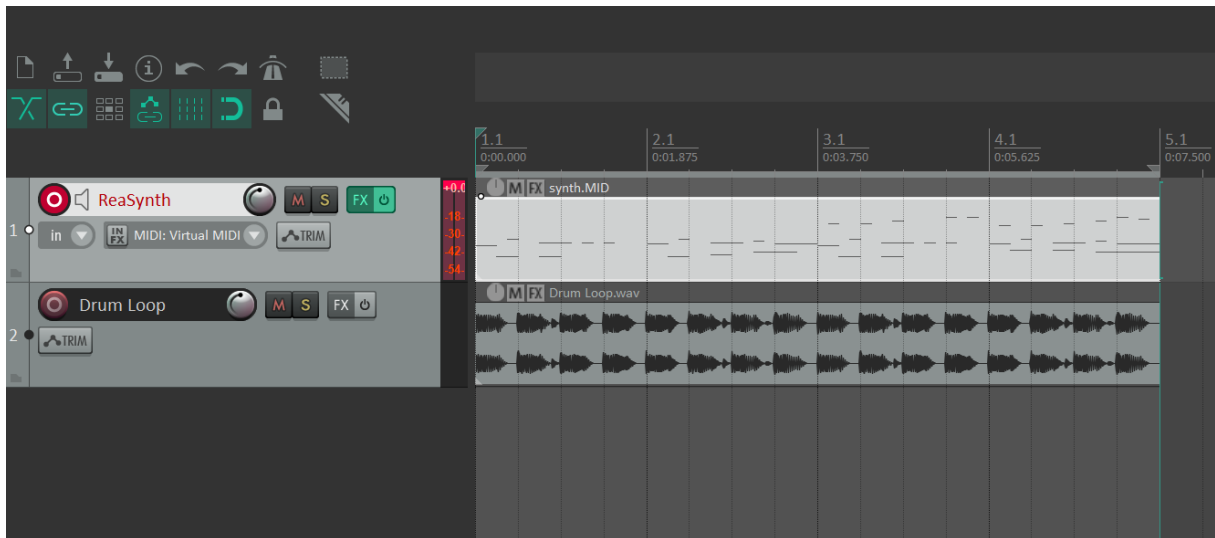 i
1.1 2.1 3.1 4.1 5.1
0:00.000 0:01.875 0:03.750 0:05.625 0:07.500
1 ReaSynth M S FX
in IN FX MIDI: Virtual MIDI TRIM
+0.0
-18-
-30-
-42-
-54-
M FX synth.MID
2 Drum Loop M S FX
TRIM
M FX Drum Loop.wav